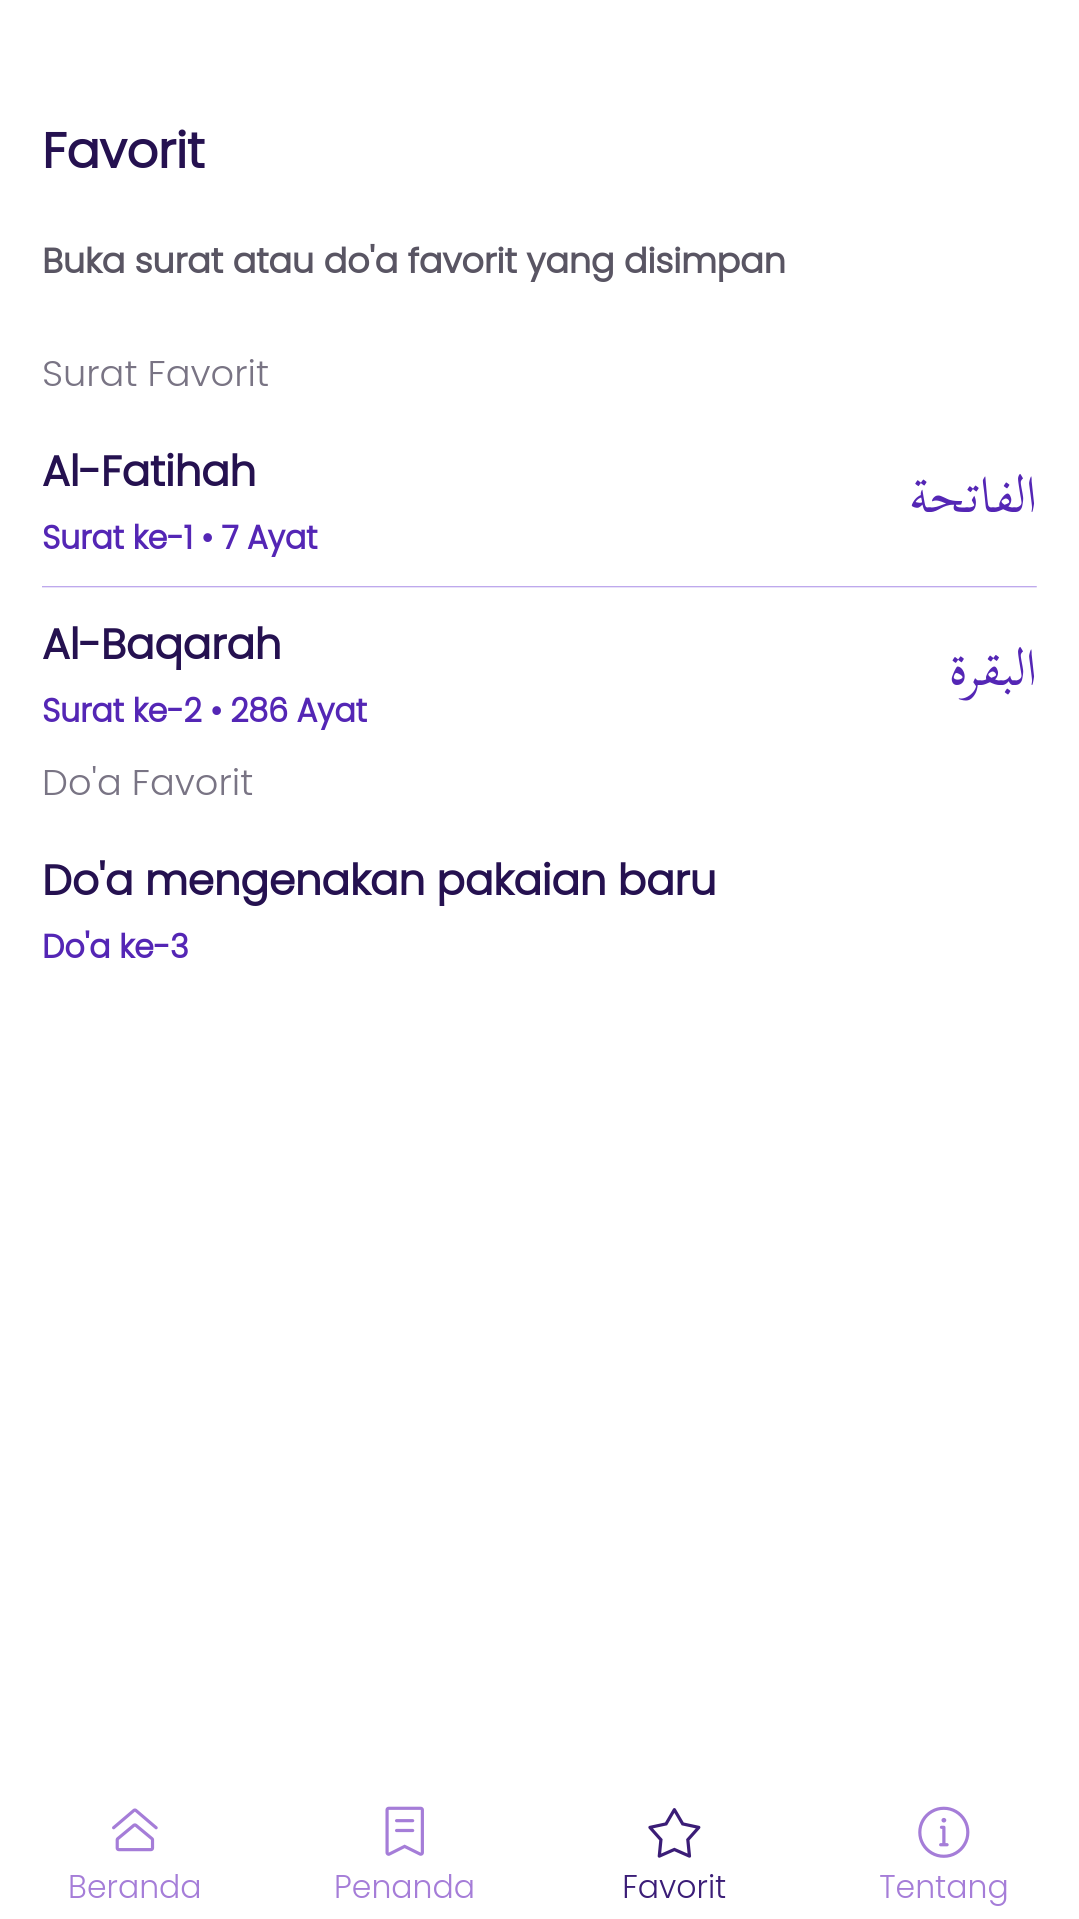 Favorit
Buka surat atau do'a favorit yang disimpan
Surat Favorit
Al-Fatihah
الفاتحة
Surat ke-1 • 7 Ayat
Al-Baqarah
البقرة
Surat ke-2 • 286 Ayat
Do'a Favorit
Do'a mengenakan pakaian baru
Do'a ke-3
Beranda
Penanda
Favorit
Tentang